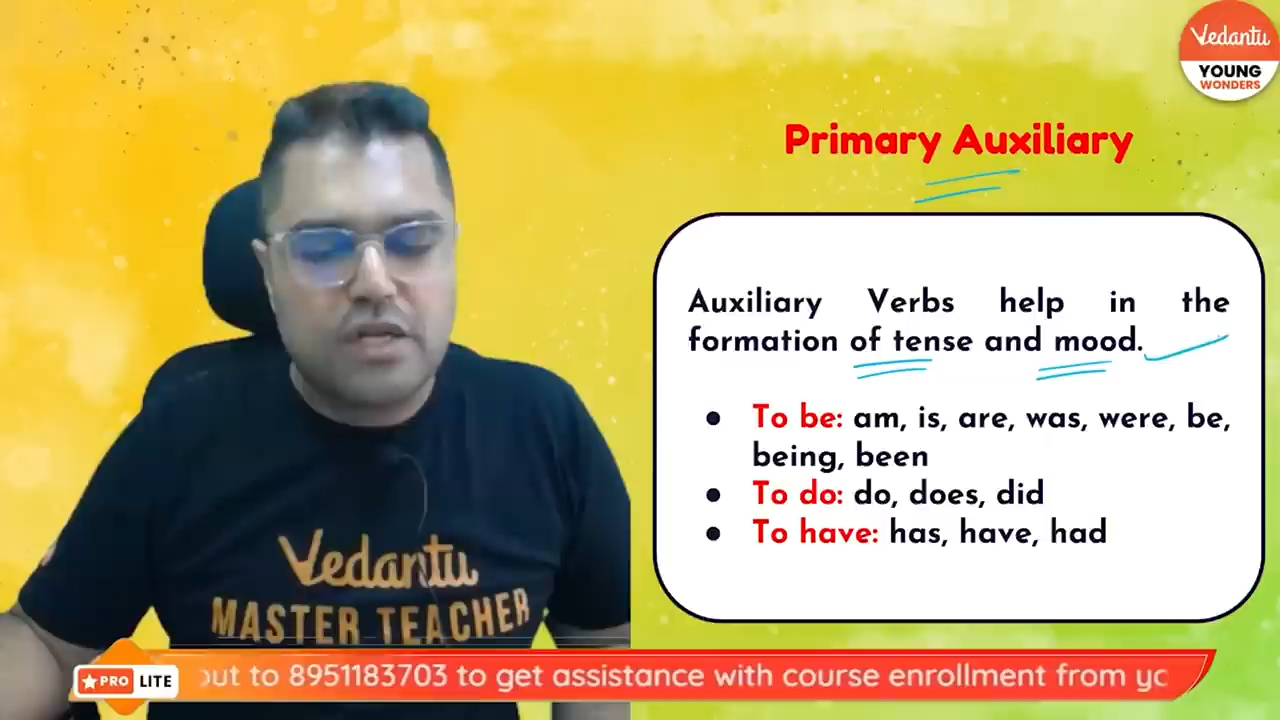 Vedantu
YOUNG
WONDERS
Primary Auxiliary
Auxiliary Verbs help in the
formation of tense and mood.
● To be: am, is, are, was, were, be,
being, been
● To do: do, does, did
● To have: has, have, had
Vedantu
MASTER TEACHER
PRO LITE
to 8951183703 to get assistance with course enrollment from